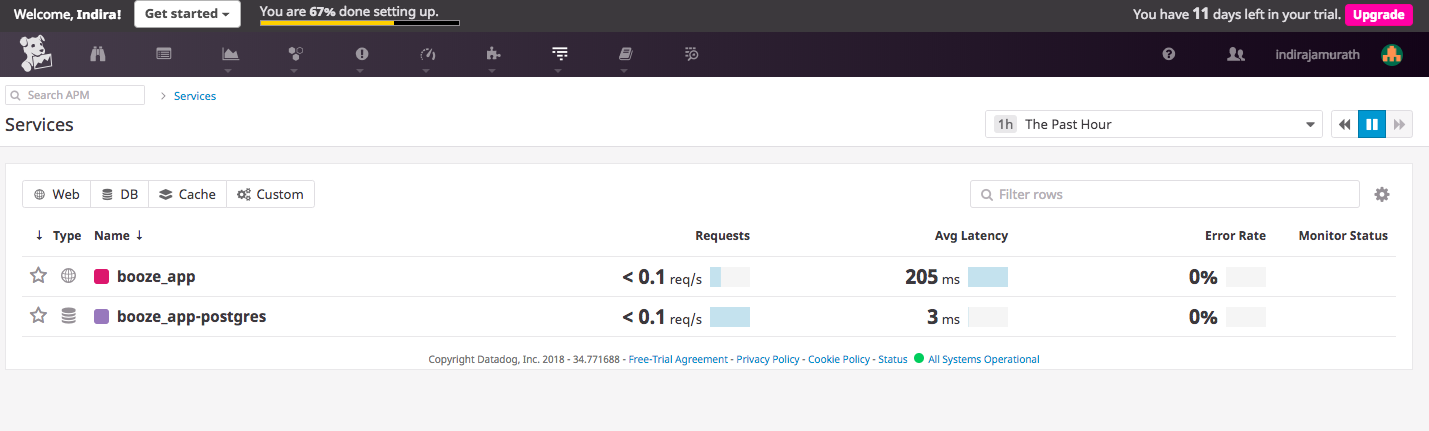 Welcome, Indira! Get started You are 67% done setting up. You have 11 days left in your trial. Upgrade
indirajamurath
Search APM Services
Services 1h The Past Hour
Web DB Cache Custom Filter rows
Type Name Requests Avg Latency Error Rate Monitor Status
booze_app < 0.1 req/s 205 ms 0%
booze_app-postgres < 0.1 req/s 3 ms 0%
Copyright Datadog, Inc. 2018 - 34.771688 - Free-Trial Agreement - Privacy Policy - Cookie Policy - Status All Systems Operational